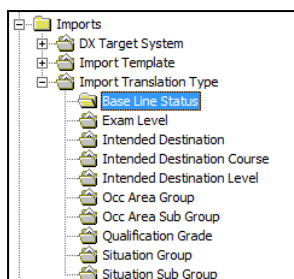 Imports
DX Target System
Import Template
Import Translation Type
Base Line Status
Exam Level
Intended Destination
Intended Destination Course
Intended Destination Level
Occ Area Group
Occ Area Sub Group
Qualification Grade
Situation Group
Situation Sub Group